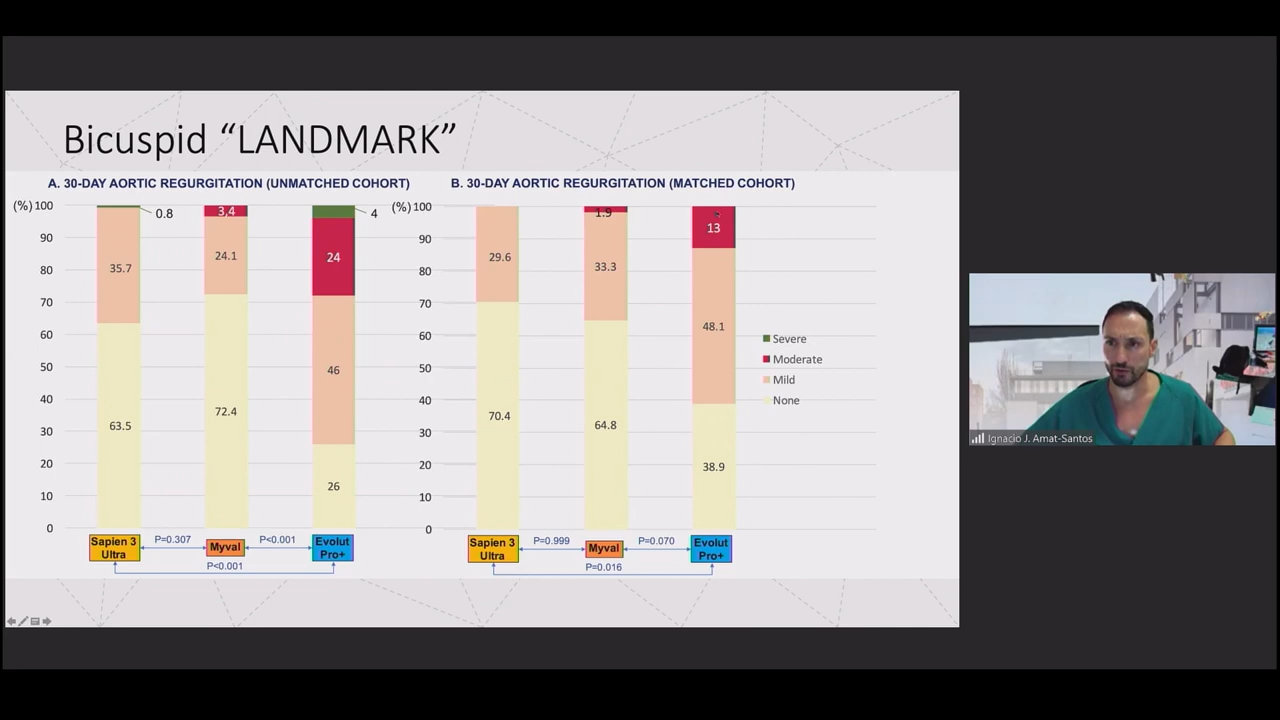 Bicuspid “LANDMARK”
A. 30-DAY AORTIC REGURGITATION (UNMATCHED COHORT)
(%) 100
90
80
70
60
50
40
30
20
10
0
0.8
35.7
63.5
3,4
24.1
72.4
4
24
46
26
Sapien 3
Ultra
P=0.307
Myval
P<0.001
Evolut
Pro+
P<0.001
B. 30-DAY AORTIC REGURGITATION (MATCHED COHORT)
(%) 100
90
80
70
60
50
40
30
20
10
0
29.6
70.4
1.9
33.3
64.8
13
48.1
38.9
Severe
Moderate
Mild
None
Sapien 3
Ultra
P=0.999
Myval
P=0.070
Evolut
Pro+
P=0.016
Ignacio J. Amat-Santos